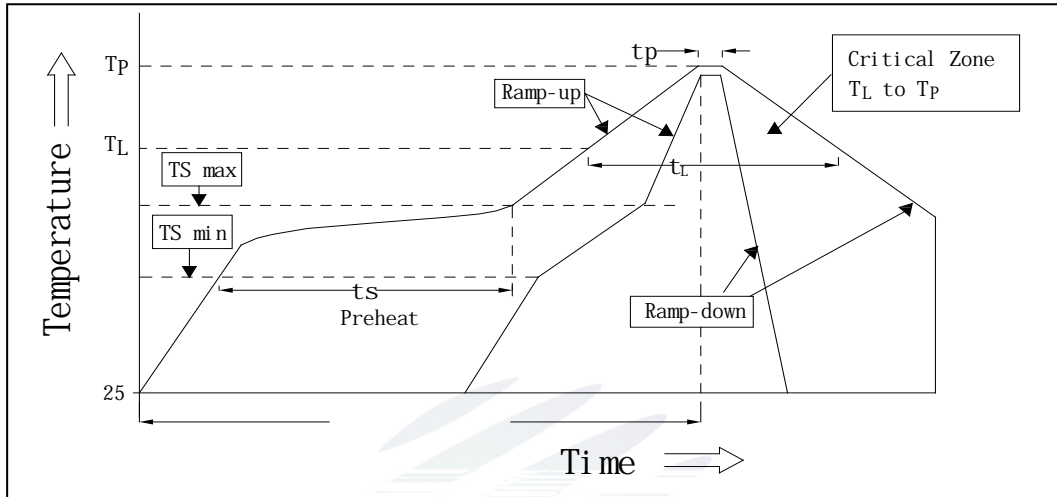 tp
Critical Zone
TL to TP
TP
Ramp-up
TL
TS max
tL
TS min
ts
Preheat
Ramp-down
25
Temperature
Time